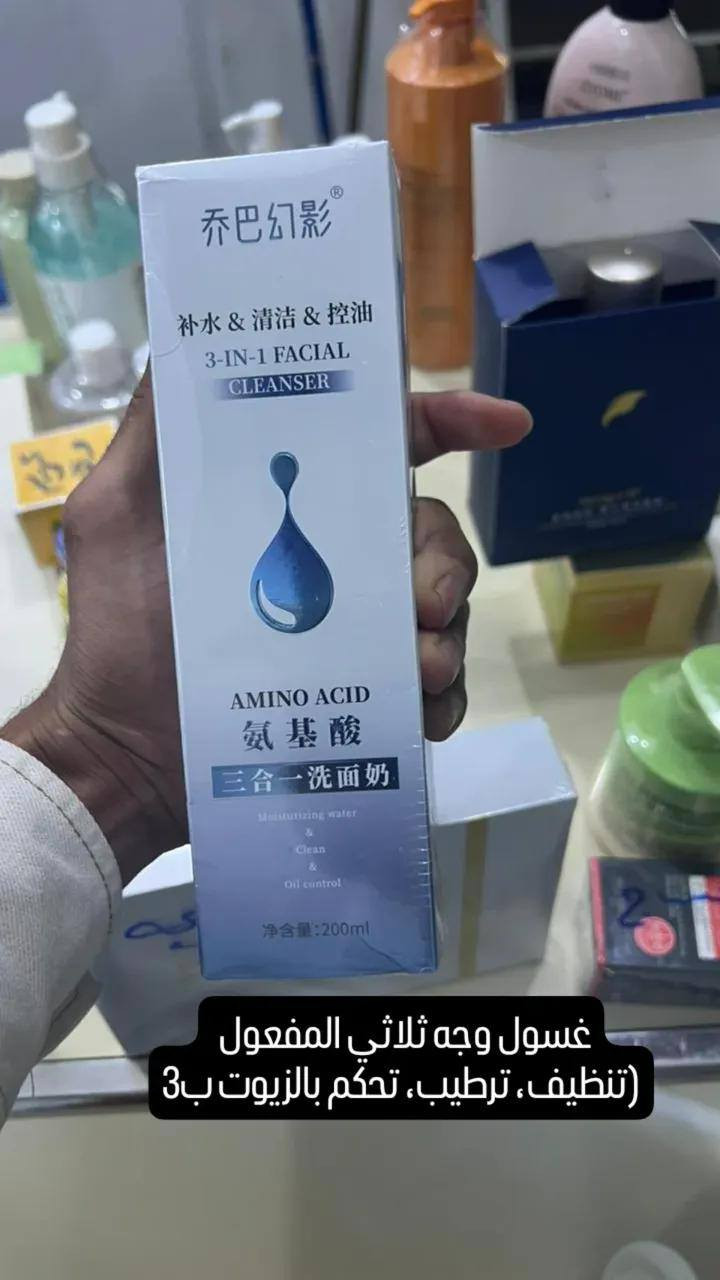 乔巴幻影®
补水 & 清洁 & 控油
3-IN-1 FACIAL
CLEANSER
AMINO ACID
氨基酸
三合一洗面奶
Moisturizing water
&
Clean
&
Oil control
净含量:200ml
غسول وجه ثلاثي المفعول
(تنظيف، ترطيب، تحكم بالزيوت ب3